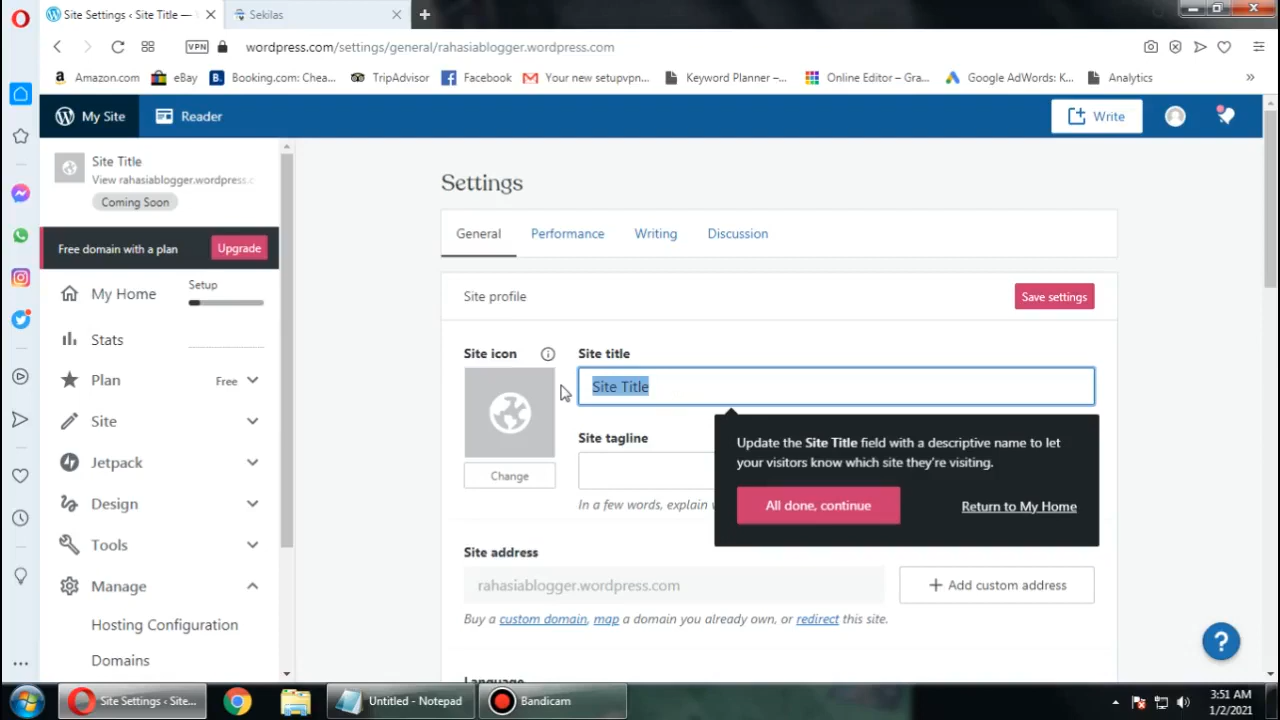 Site Settings ‹ Site Title —
Sekilas
VPN
wordpress.com/settings/general/rahasiablogger.wordpress.com
Amazon.com
eBay
Booking.com: Chea...
TripAdvisor
Facebook
Your new setupvpn...
Keyword Planner –...
Online Editor – Gra...
Google AdWords: K...
Analytics
My Site
Reader
Write
Site Title
View rahasiablogger.wordpress.c
Coming Soon
Free domain with a plan
Upgrade
My Home
Setup
Stats
Plan
Free
Site
Jetpack
Design
Tools
Manage
Hosting Configuration
Domains
Settings
General
Performance
Writing
Discussion
Site profile
Save settings
Site icon
Change
Site title
Site Title
Site tagline
In a few words, explain
Update the Site Title field with a descriptive name to let
your visitors know which site they're visiting.
All done, continue
Return to My Home
Site address
rahasiablogger.wordpress.com
+ Add custom address
Buy a custom domain, map a domain you already own, or redirect this site.
Language
?
Site Settings ‹ Site...
Untitled - Notepad
Bandicam
3:51 AM
1/2/2021